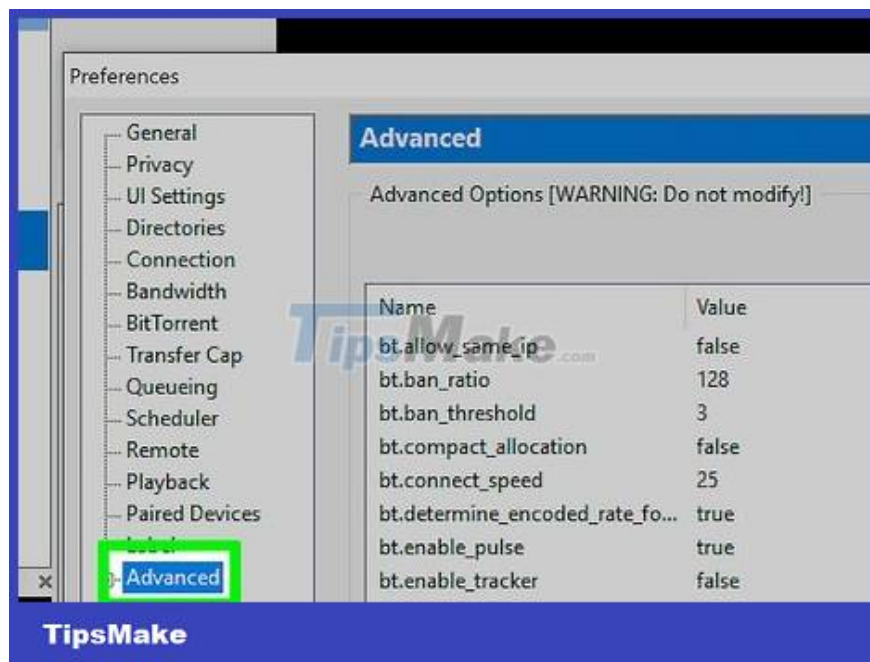 Preferences
General
Privacy
UI Settings
Directories
Connection
Bandwidth
BitTorrent
Transfer Cap
Queueing
Scheduler
Remote
Playback
Paired Devices
Label
Advanced
Advanced
Advanced Options [WARNING: Do not modify!]
Name Value
bt.allow_same_ip false
bt.ban_ratio 128
bt.ban_threshold 3
bt.compact_allocation false
bt.connect_speed 25
bt.determine_encoded_rate_fo... true
bt.enable_pulse true
bt.enable_tracker false
TipsMake.com
TipsMake